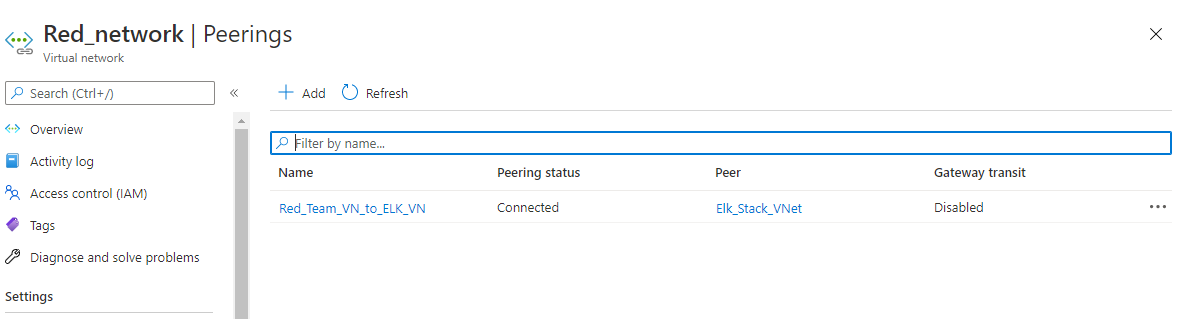 Red_network | Peerings
Virtual network
Search (Ctrl+/)
«
Add Refresh
Overview
Activity log
Access control (IAM)
Tags
Diagnose and solve problems
Settings
Filter by name...
Name Peering status Peer Gateway transit
Red_Team_VN_to_ELK_VN Connected Elk_Stack_VNet Disabled